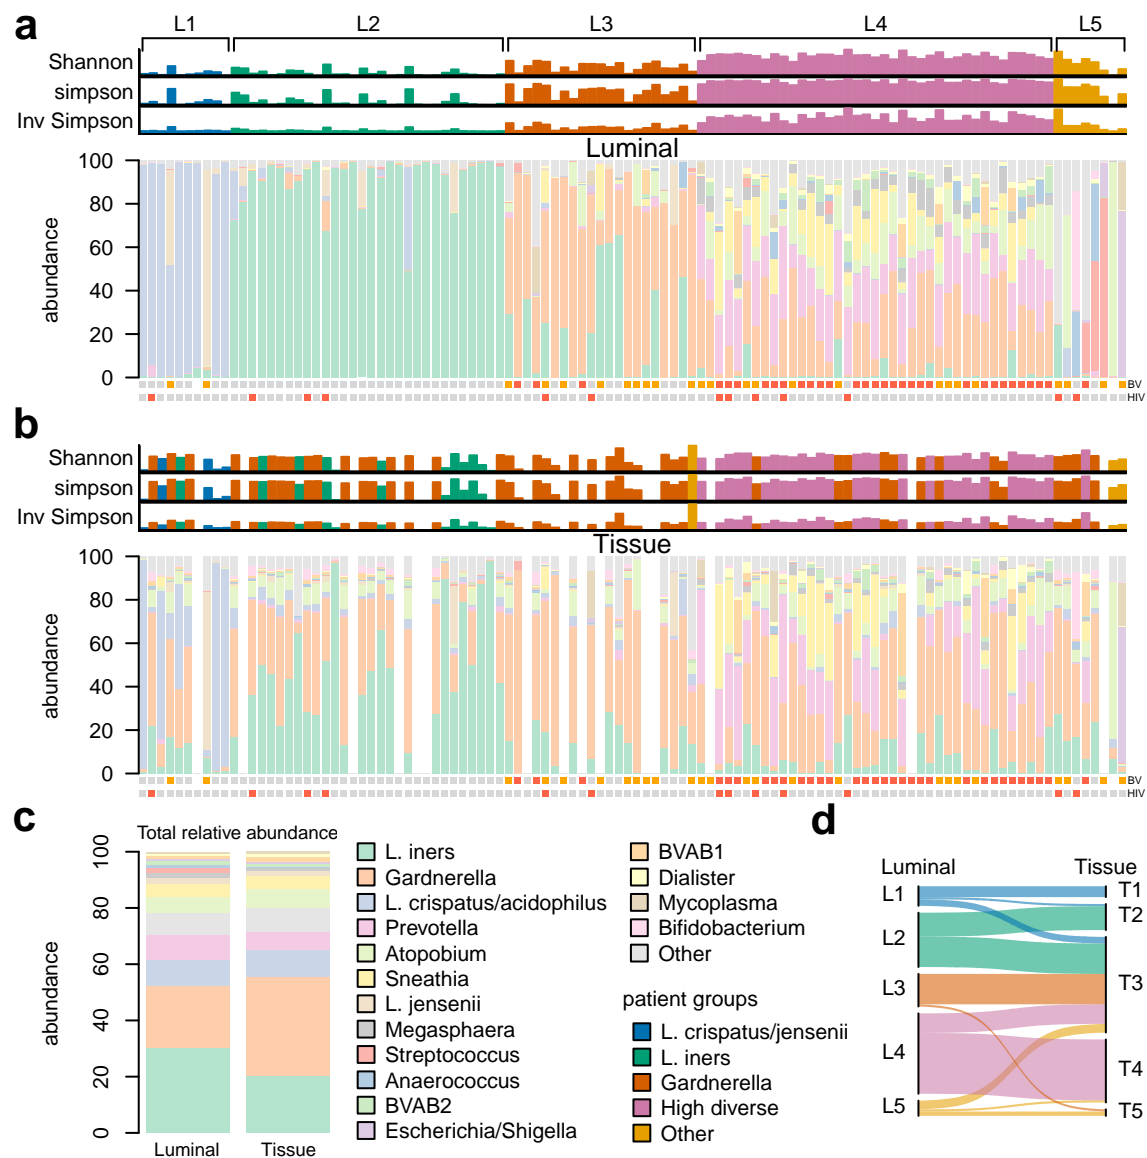 a
L1 L2 L3 L4 L5
Shannon
simpson
Inv Simpson
Luminal
100
80
60
40
20
0
abundance
BV
HIV
b
Shannon
simpson
Inv Simpson
Tissue
100
80
60
40
20
0
abundance
BV
HIV
c
Total relative abundance
100
80
60
40
20
0
abundance
Luminal Tissue
L. iners
Gardnerella
L. crispatus/acidophilus
Prevotella
Atopobium
Sneathia
L. jensenii
Megasphaera
Streptococcus
Anaerococcus
BVAB2
Escherichia/Shigella
BVAB1
Dialister
Mycoplasma
Bifidobacterium
Other
patient groups
L. crispatus/jensenii
L. iners
Gardnerella
High diverse
Other
d
Luminal Tissue
L1
L2
L3
L4
L5
T1
T2
T3
T4
T5